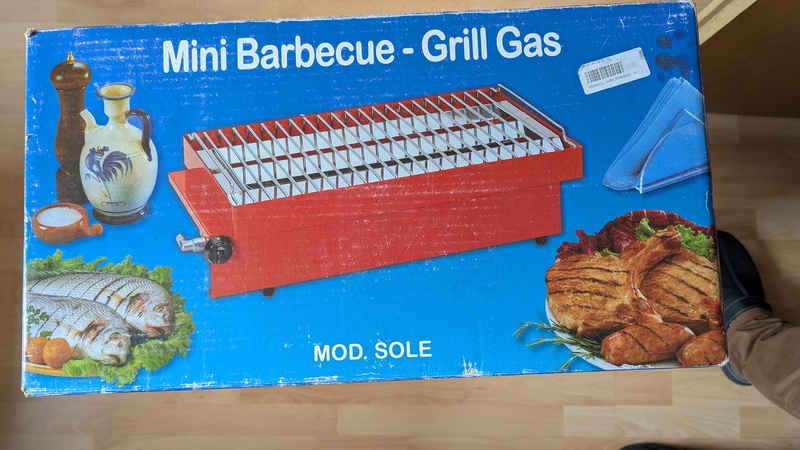 Mini Barbecue - Grill Gas
MOD. SOLE